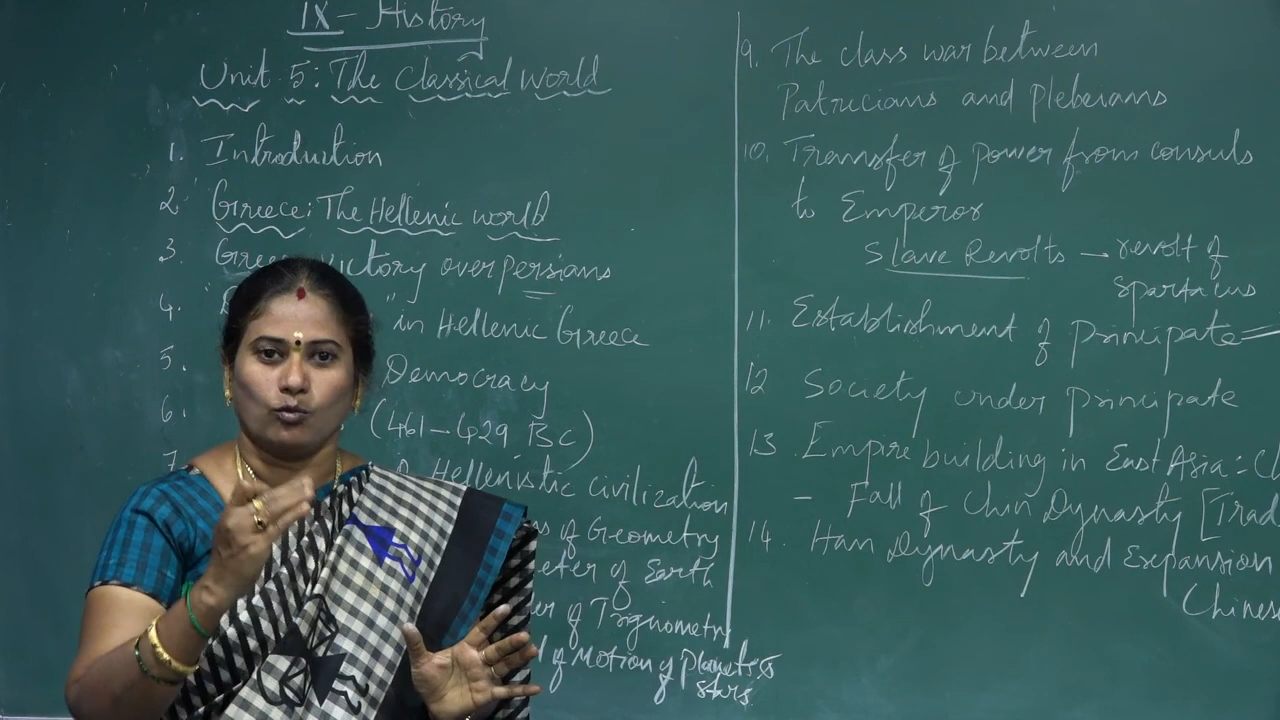 IX - History
Unit 5: The Classical World
1. Introduction
2. Greece: The Hellenic world
3. Greek victory over persians
4. " in Hellenic Greece
5. Democracy
6. (461-429 BC)
7. Hellenistic civilization
of Geometry
of Earth
of Trignometry
of Motion of planets &
stars.
9. The class war between
Patricians and plebeians
10. Transfer of power from consuls
to Emperor
Slave Revolts — revolt of
Spartacus
11. Establishment of principate =
12 Society under principate
13. Empire building in East Asia:
- Fall of Chin Dynasty [
14. Han Dynasty and Expansion